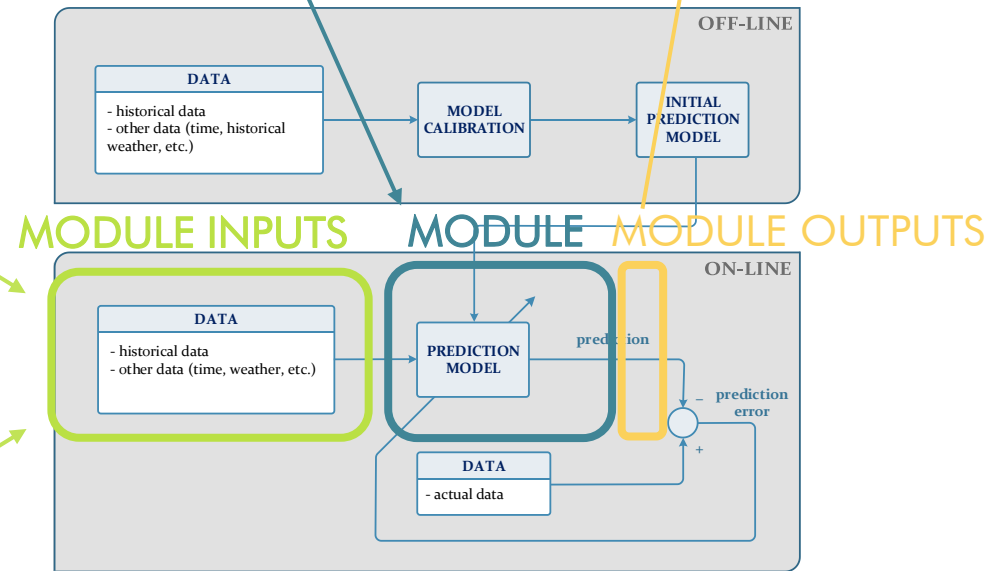 OFF-LINE
DATA
- historical data
- other data (time, historical
weather, etc.)
MODEL
CALIBRATION
INITIAL
PREDICTION
MODEL
MODULE INPUTS
MODULE
MODULE OUTPUTS
ON-LINE
DATA
- historical data
- other data (time, weather, etc.)
PREDICTION
MODEL
prediction
−
prediction
error
+
DATA
- actual data